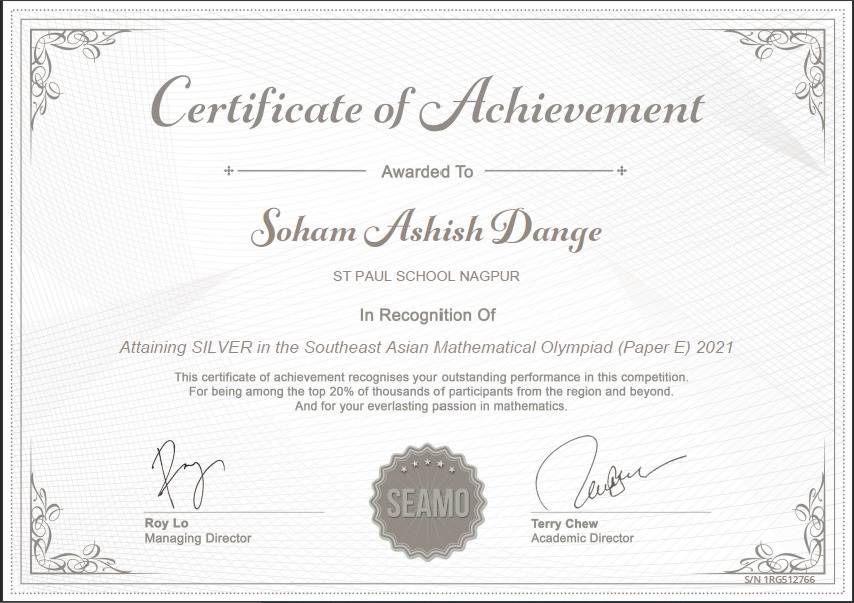 Certificate of Achievement
Awarded To
Soham Ashish Dange
ST PAUL SCHOOL NAGPUR
In Recognition Of
Attaining SILVER in the Southeast Asian Mathematical Olympiad (Paper E) 2021
This certificate of achievement recognises your outstanding performance in this competition.
For being among the top 20% of thousands of participants from the region and beyond.
And for your everlasting passion in mathematics.
SEAMO
Roy Lo
Managing Director
Terry Chew
Academic Director
S/N 1RG512766